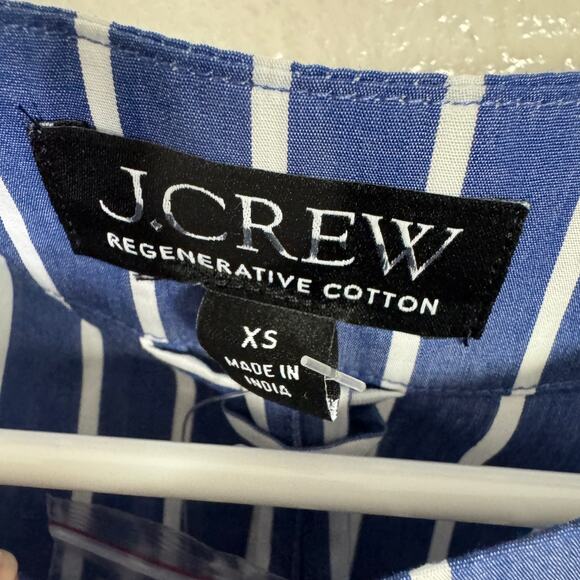 J.CREW
REGENERATIVE COTTON
XS
MADE IN
INDIA